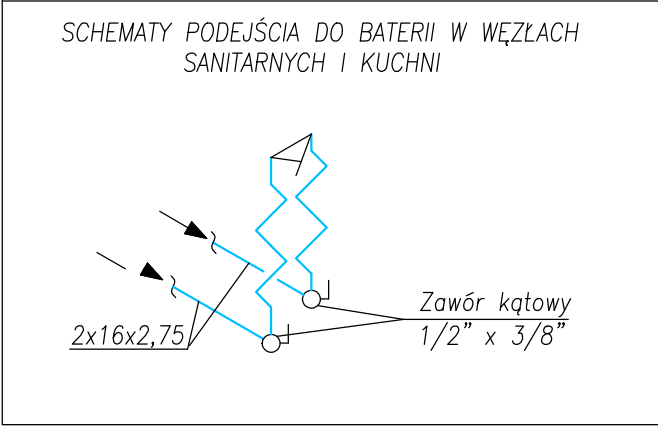 SCHEMATY PODEJŚCIA DO BATERII W WĘZŁACH
SANITARNYCH I KUCHNI
Zawór kątowy
1/2” x 3/8”
2x16x2,75